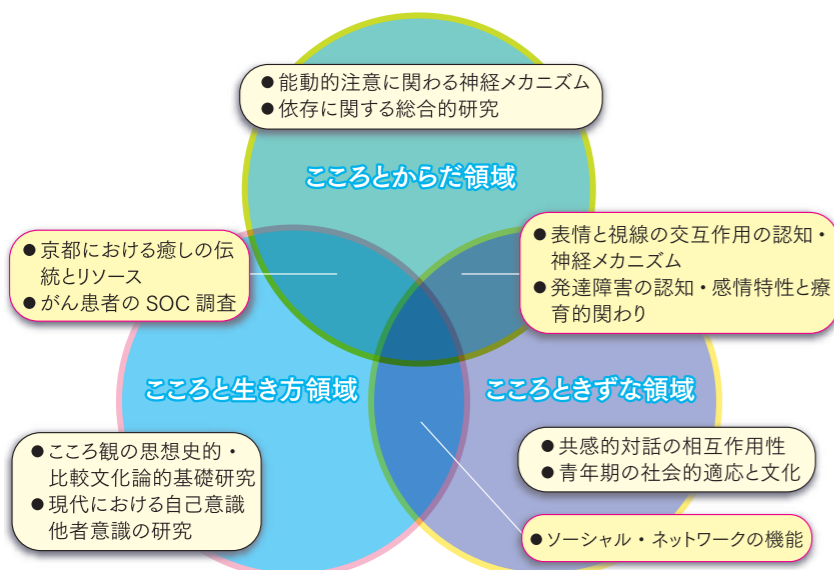 ●能動的注意に関わる神経メカニズム
●依存に関する総合的研究
こころとからだ領域
●京都における癒しの伝
統とリソース
●がん患者の SOC 調査
●表情と視線の交互作用の認知・
神経メカニズム
●発達障害の認知・感情特性と療
育的関わり
こころと生き方領域
こころときずな領域
●こころ観の思想史的・
比較文化論的基礎研究
●現代における自己意識
他者意識の研究
●共感的対話の相互作用性
●青年期の社会的適応と文化
●ソーシャル・ネットワークの機能